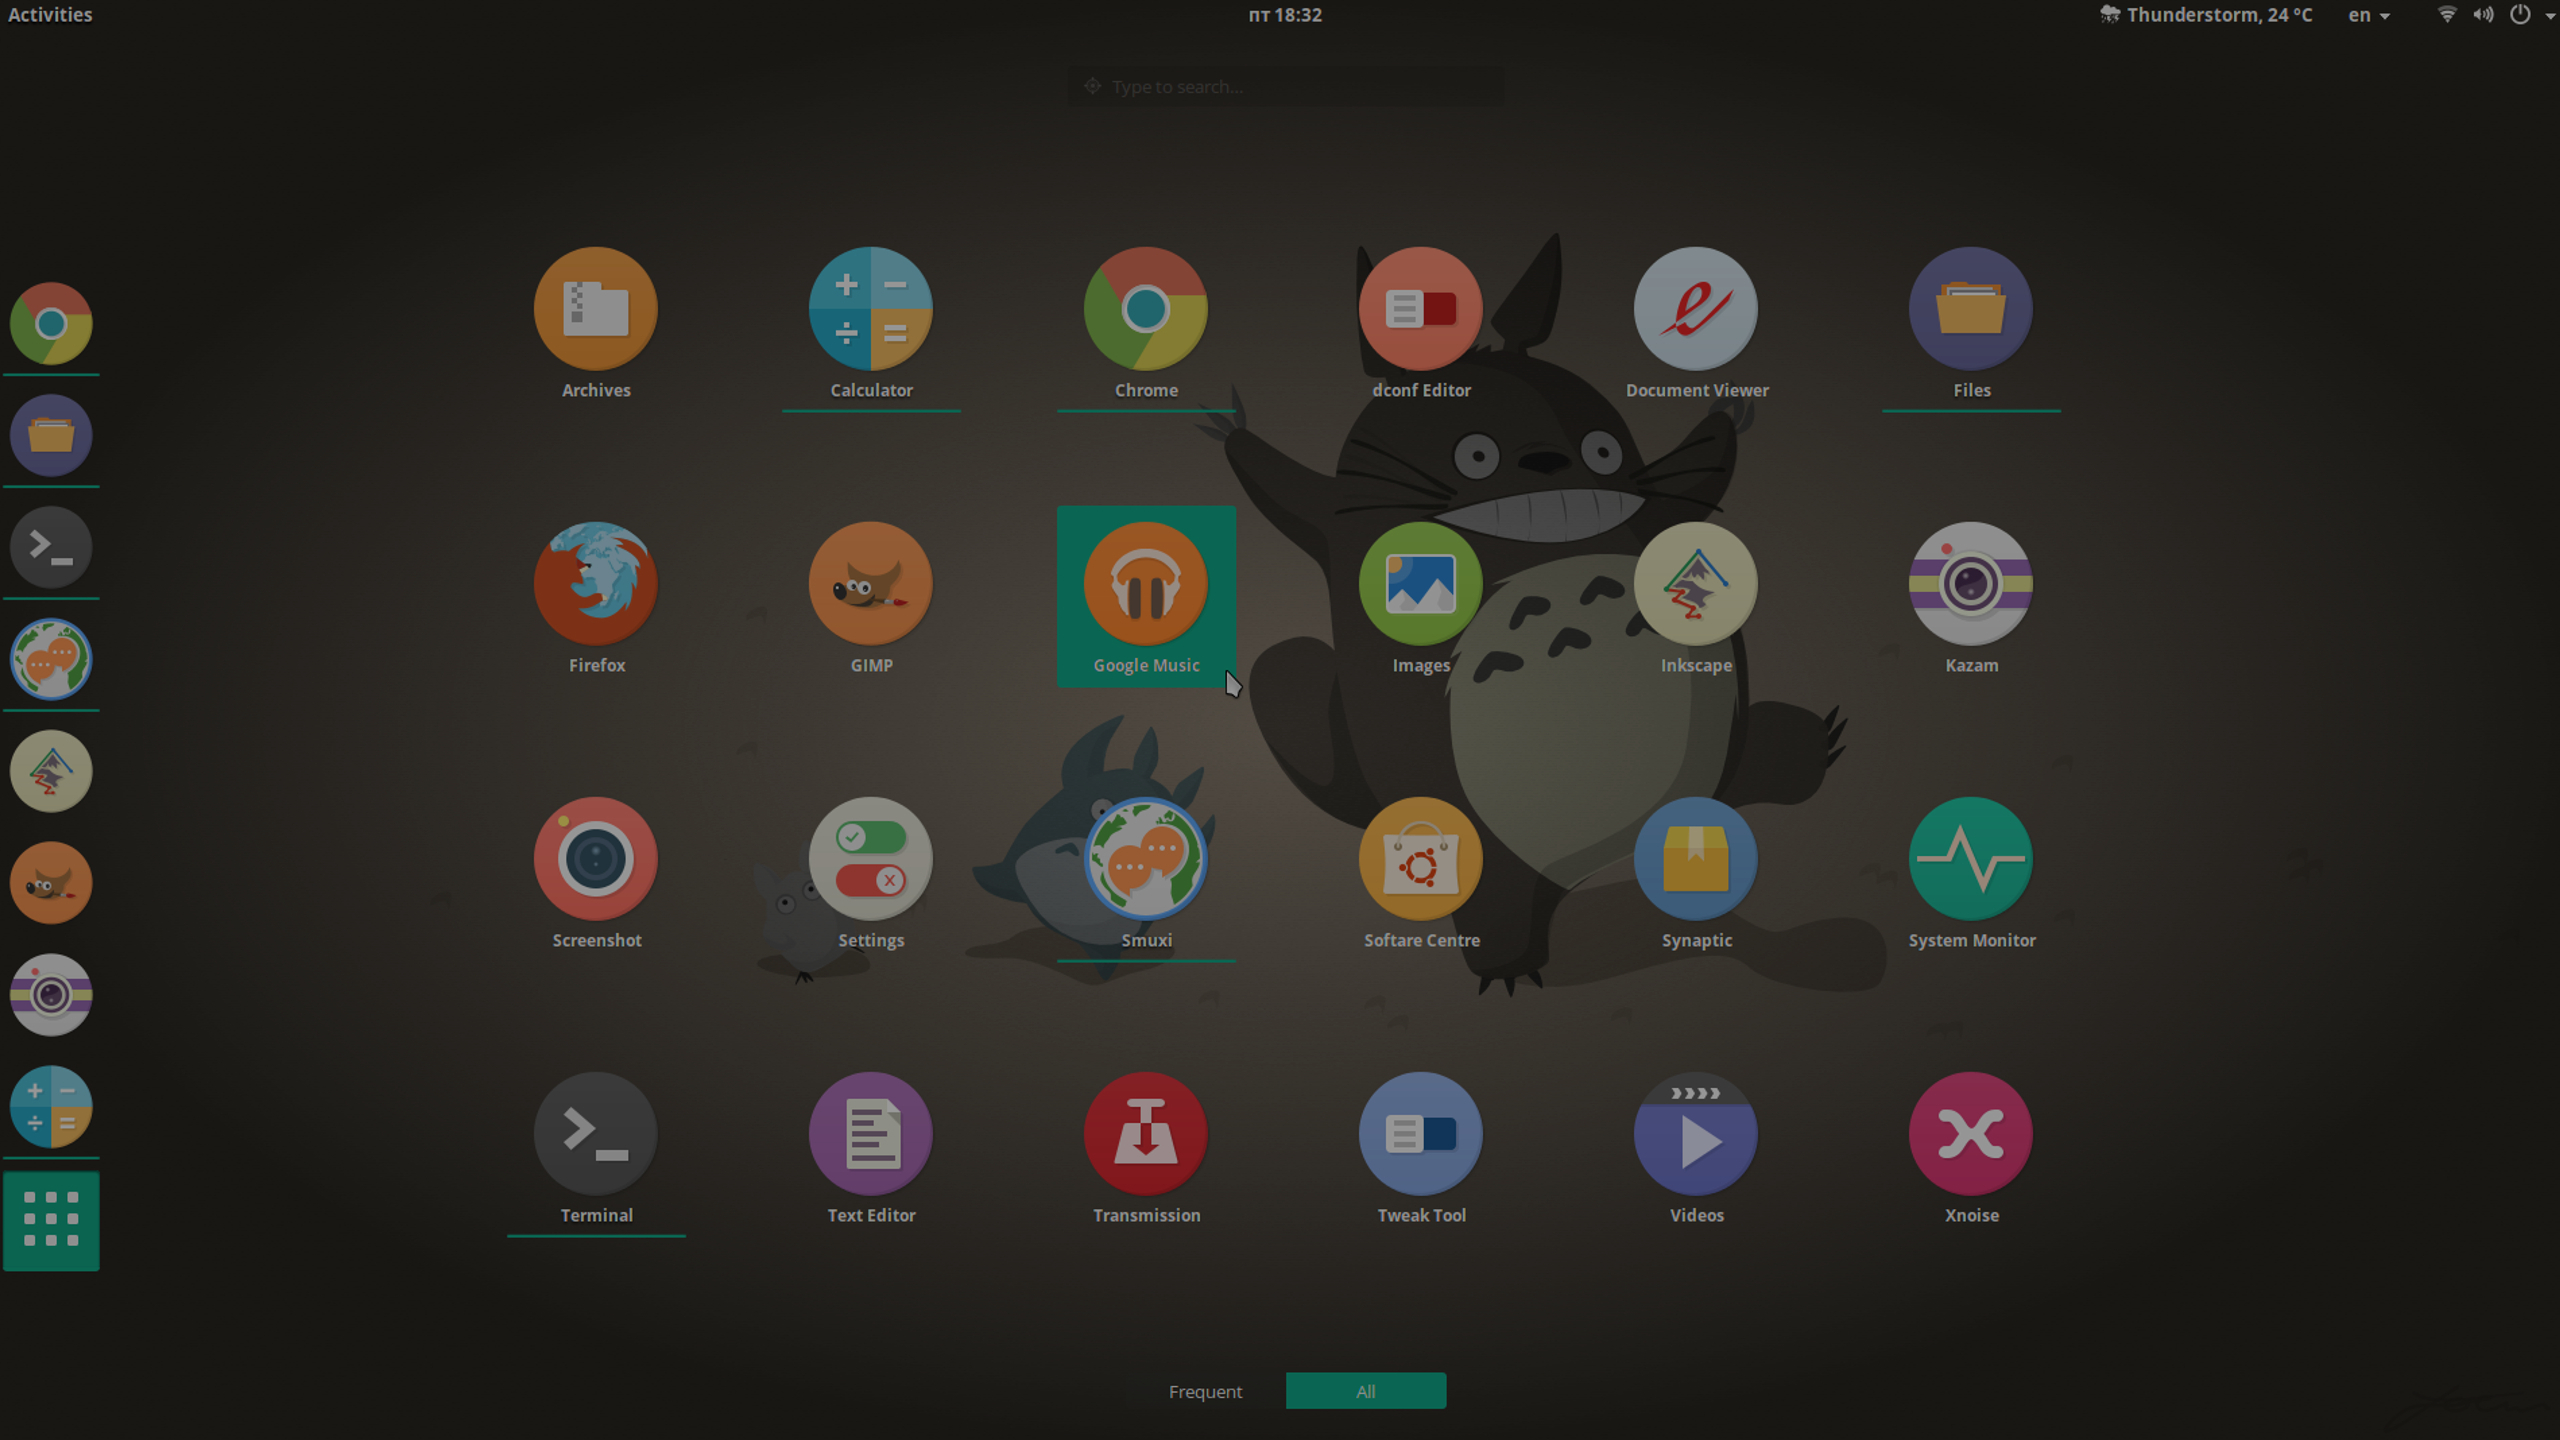 Activities
пт 18:32
Thunderstorm, 24 °C
en
Type to search...
Archives
Calculator
Chrome
dconf Editor
Document Viewer
Files
Firefox
GIMP
Google Music
Images
Inkscape
Kazam
Screenshot
Settings
Smuxi
Softare Centre
Synaptic
System Monitor
Terminal
Text Editor
Transmission
Tweak Tool
Videos
Xnoise
Frequent
All